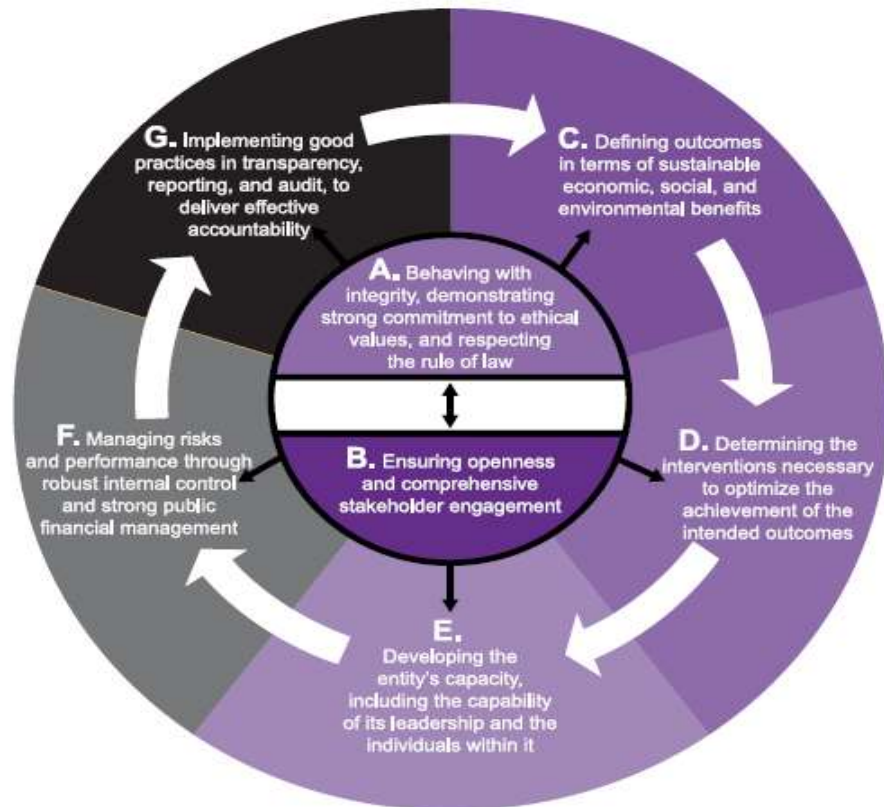 G. Implementing good
practices in transparency,
reporting, and audit, to
deliver effective
accountability
C. Defining outcomes
in terms of sustainable
economic, social, and
environmental benefits
A. Behaving with
integrity, demonstrating
strong commitment to ethical
values, and respecting
the rule of law
F. Managing risks
and performance through
robust internal control
and strong public
financial management
B. Ensuring openness
and comprehensive
stakeholder engagement
D. Determining the
interventions necessary
to optimize the
achievement of the
intended outcomes
E.
Developing the
entity's capacity,
including the capability
of its leadership and the
individuals within it